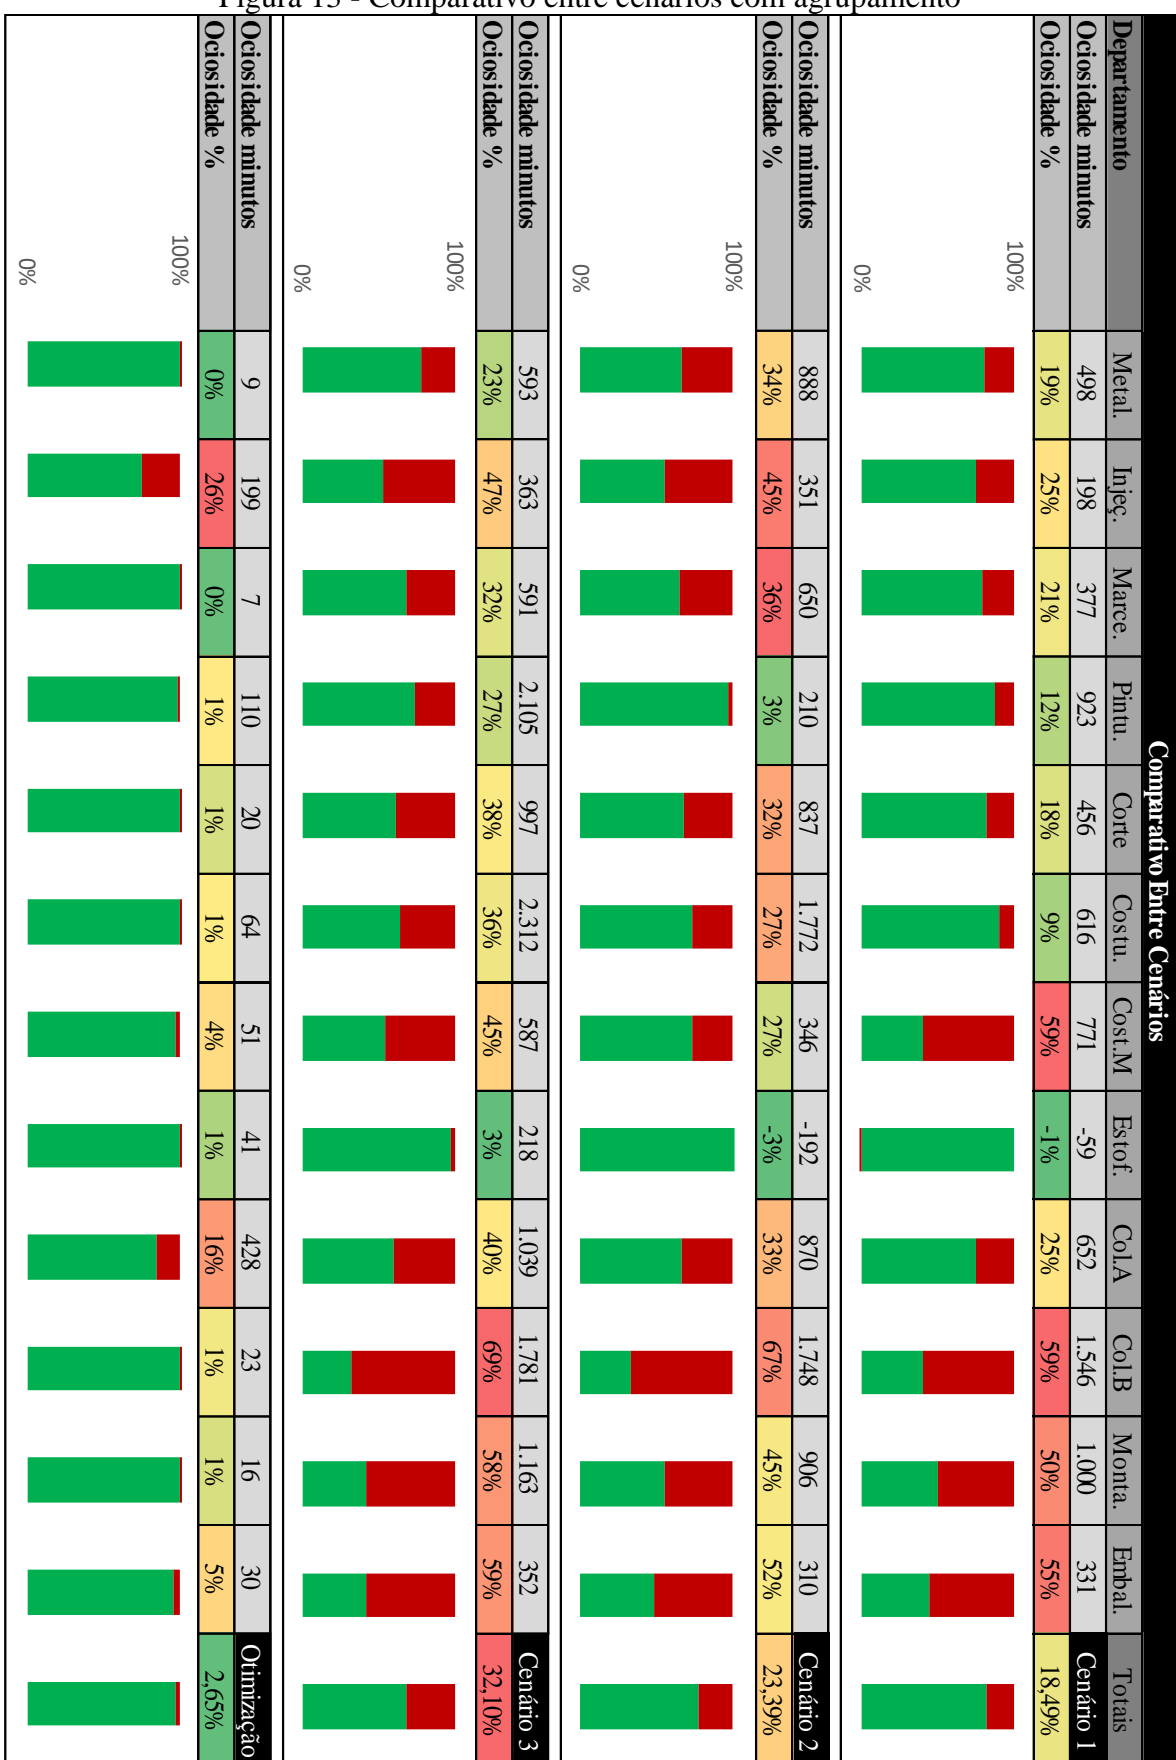 Figura 13 - Comparativo entre cenários com agrupamento
Comparativo Entre Cenários
Departamento Metal. Injeç. Marce. Pintu. Corte Costu. Cost.M Estof. Col.A Col.B Monta. Embal. Totais
Ociosidade minutos 498 198 377 923 456 616 771 -59 652 1.546 1.000 331 Cenário 1
Ociosidade % 19% 25% 21% 12% 18% 9% 59% -1% 25% 59% 50% 55% 18,49%
100%
0%
Ociosidade minutos 888 351 650 210 837 1.772 346 -192 870 1.748 906 310 Cenário 2
Ociosidade % 34% 45% 36% 3% 32% 27% 27% -3% 33% 67% 45% 52% 23,39%
100%
0%
Ociosidade minutos 593 363 591 2.105 997 2.312 587 218 1.039 1.781 1.163 352 Cenário 3
Ociosidade % 23% 47% 32% 27% 38% 36% 45% 3% 40% 69% 58% 59% 32,10%
100%
0%
Ociosidade minutos 9 199 7 110 20 64 51 41 428 23 16 30 Otimização
Ociosidade % 0% 26% 0% 1% 1% 1% 4% 1% 16% 1% 1% 5% 2,65%
100%
0%